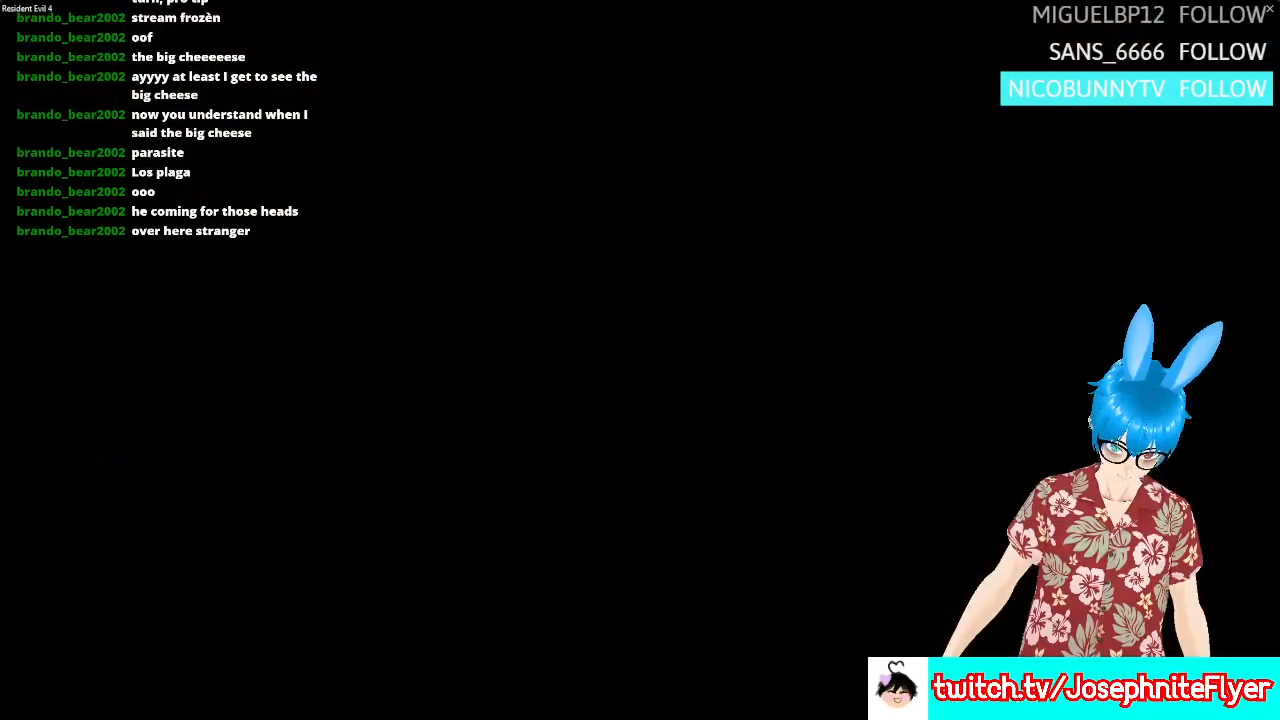 Resident Evil 4
turn, pro tip
brando_bear2002 stream frozèn
brando_bear2002 oof
brando_bear2002 the big cheeeeese
brando_bear2002 ayyyy at least I get to see the
big cheese
brando_bear2002 now you understand when I
said the big cheese
brando_bear2002 parasite
brando_bear2002 Los plaga
brando_bear2002 ooo
brando_bear2002 he coming for those heads
brando_bear2002 over here stranger
MIGUELBP12 FOLLOW
SANS_6666 FOLLOW
NICOBUNNYTV FOLLOW
twitch.tv/JosephniteFlyer